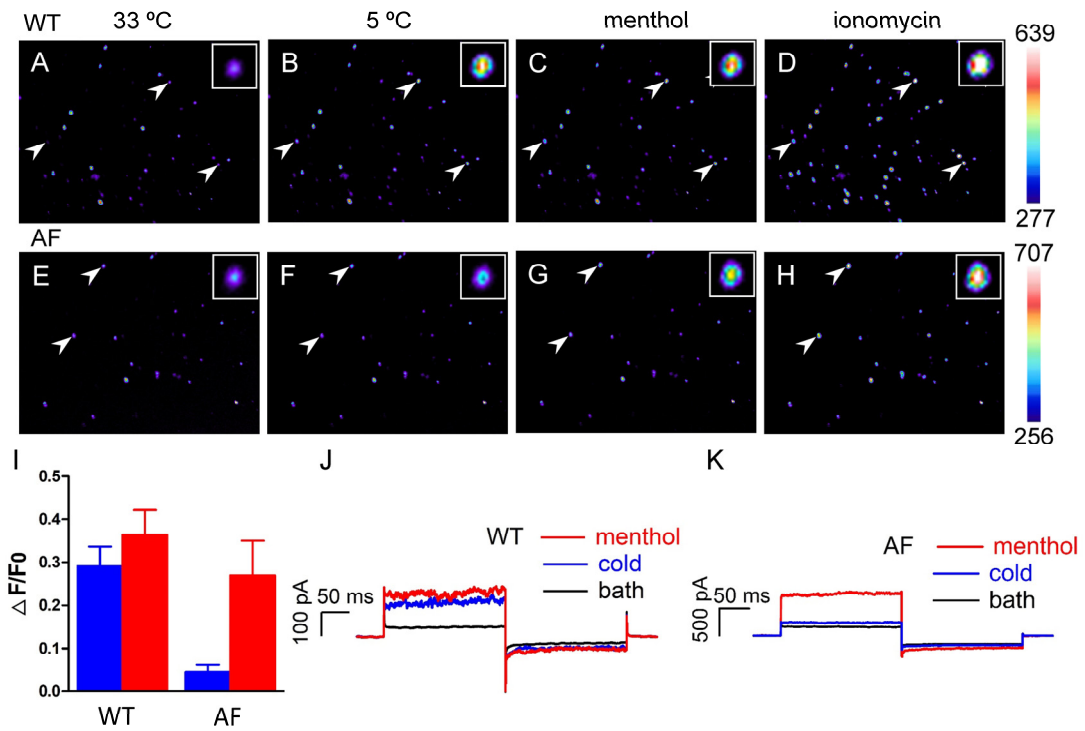 WT 33 ºC 5 ºC menthol ionomycin
A B C D 639
277
AF
E F G H 707
256
I J K
0.5
0.4
0.3
0.2
0.1
0.0
△ F/F0
WT AF
WT menthol
cold
bath
50 ms
100 pA
AF menthol
cold
bath
50 ms
500 pA